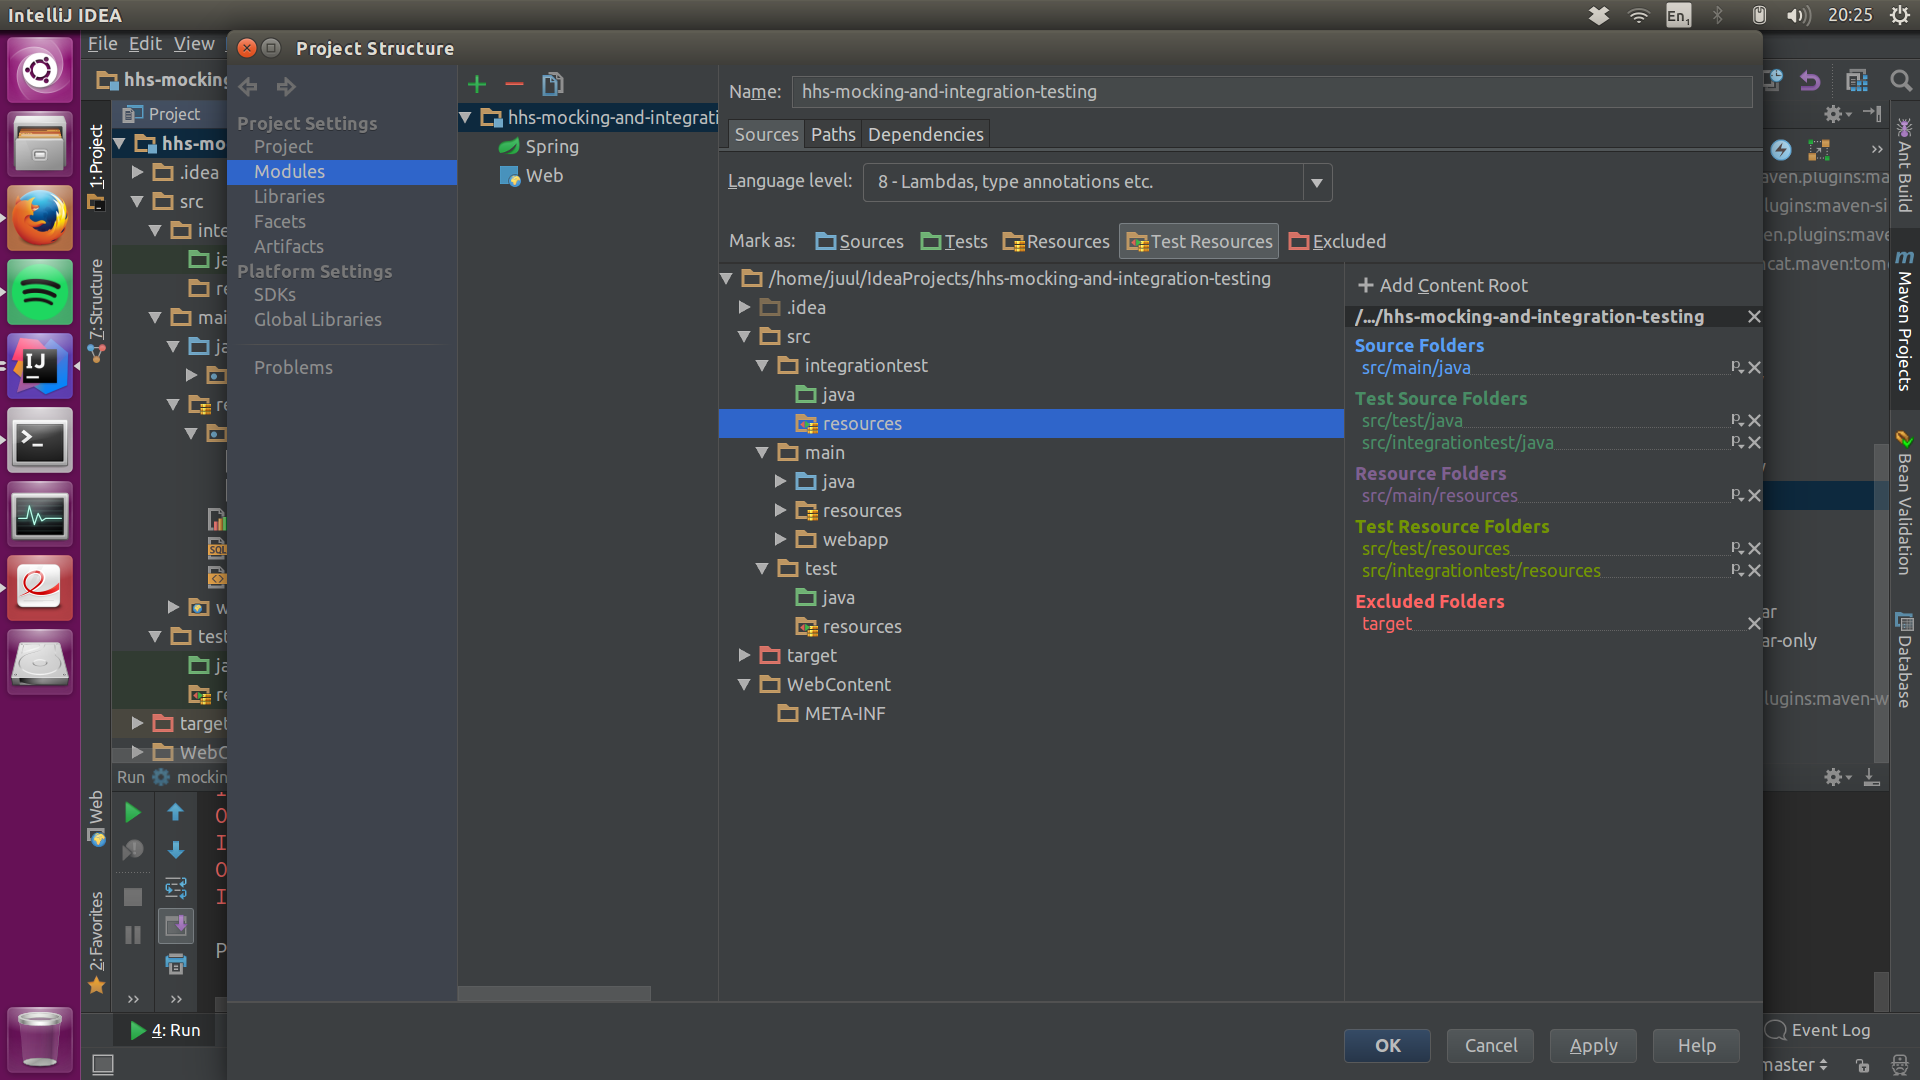 IntelliJ IDEA
En1
20:25
File Edit View
Project Structure
hhs-mocking
Project
hhs-mo
.idea
src
inte
ja
re
mai
ja
re
w
test
ja
re
target
WebC
1: Project
7: Structure
Web
2: Favorites
Run mockin
4: Run
Project Settings
Project
Modules
Libraries
Facets
Artifacts
Platform Settings
SDKs
Global Libraries
Problems
hhs-mocking-and-integrati
Spring
Web
Name: hhs-mocking-and-integration-testing
Sources Paths Dependencies
Language level: 8 - Lambdas, type annotations etc.
Mark as: Sources Tests Resources Test Resources Excluded
/home/juul/IdeaProjects/hhs-mocking-and-integration-testing
.idea
src
integrationtest
java
resources
main
java
resources
webapp
test
java
resources
target
WebContent
META-INF
+ Add Content Root
/.../hhs-mocking-and-integration-testing
Source Folders
src/main/java
Test Source Folders
src/test/java
src/integrationtest/java
Resource Folders
src/main/resources
Test Resource Folders
src/test/resources
src/integrationtest/resources
Excluded Folders
target
OK Cancel Apply Help
aven.plugins:ma
lugins:maven-si
en.plugins:mave
cat.maven:tomc
ar
ar-only
lugins:maven-w
Ant Build
Maven Projects
Bean Validation
Database
Event Log
master